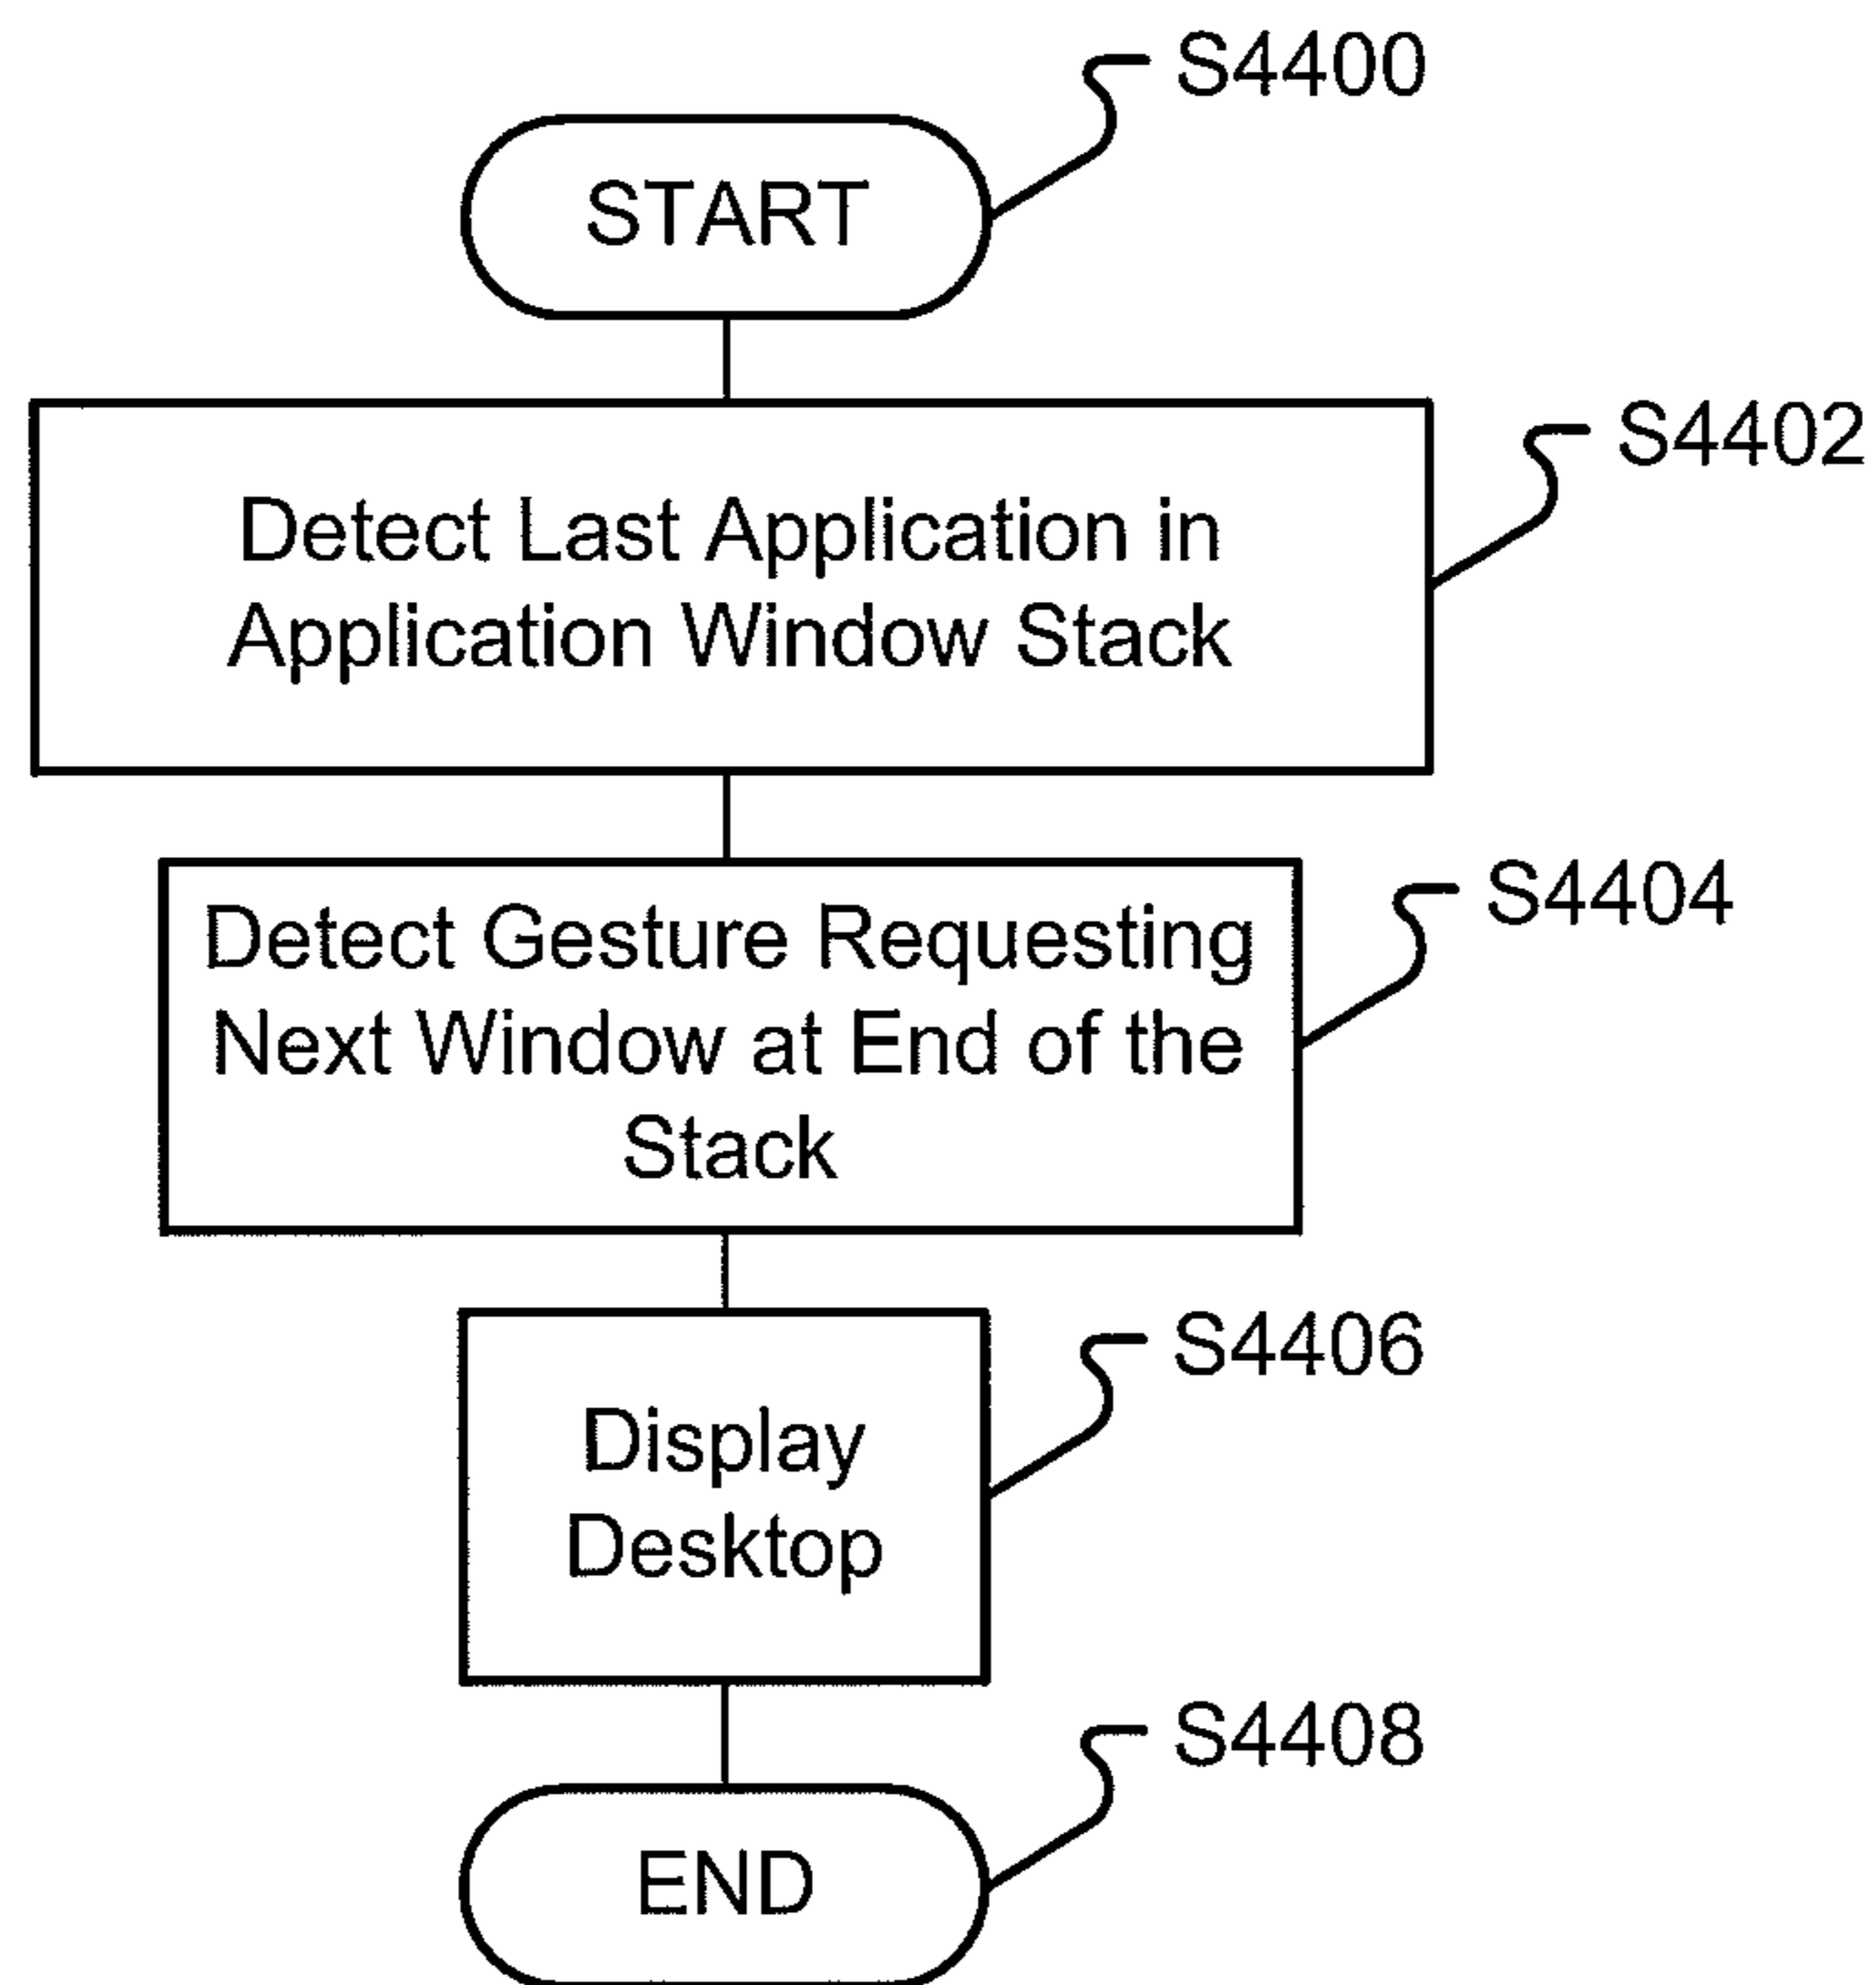 S4400
START
S4402
Detect Last Application in
Application Window Stack
S4404
Detect Gesture Requesting
Next Window at End of the
Stack
S4406
Display
Desktop
S4408
END